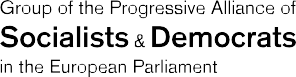 Group of the Progressive Alliance of
Socialists & Democrats
in the European Parliament